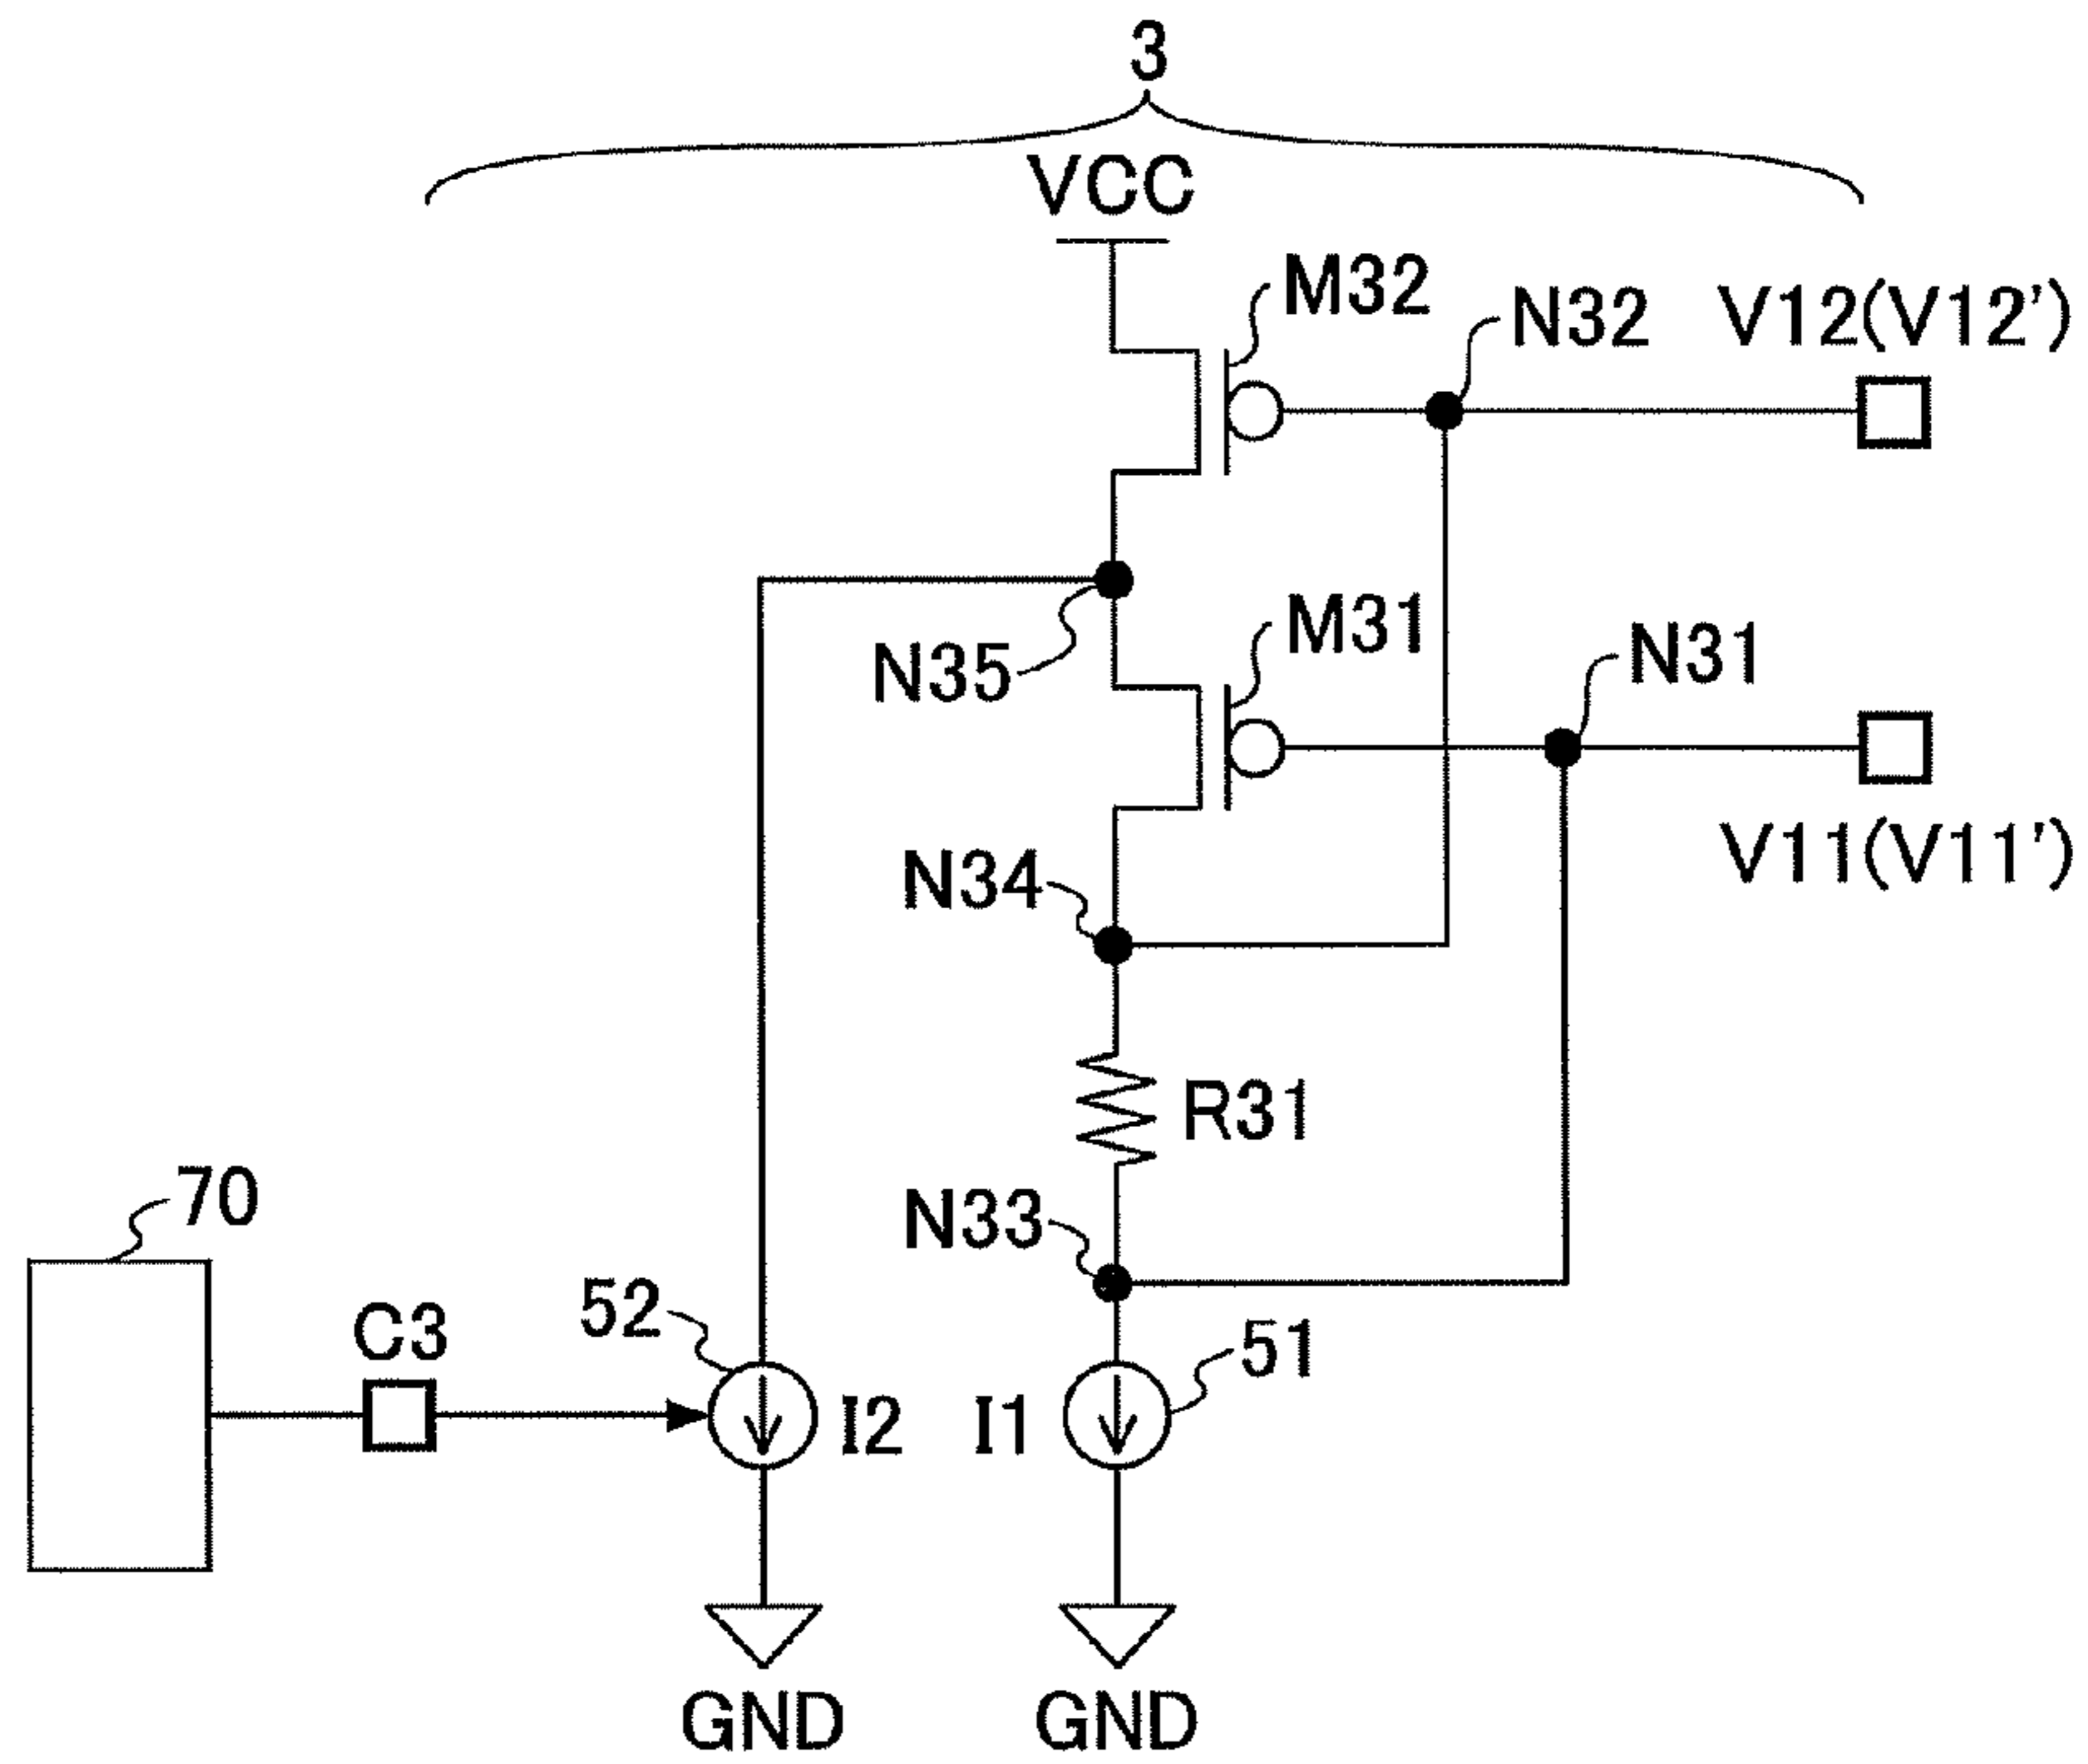 3
VCC
M32
N32
V12(V12')
M31
N31
N35
V11(V11')
N34
R31
70
N33
52
C3
51
I2
I1
GND
GND